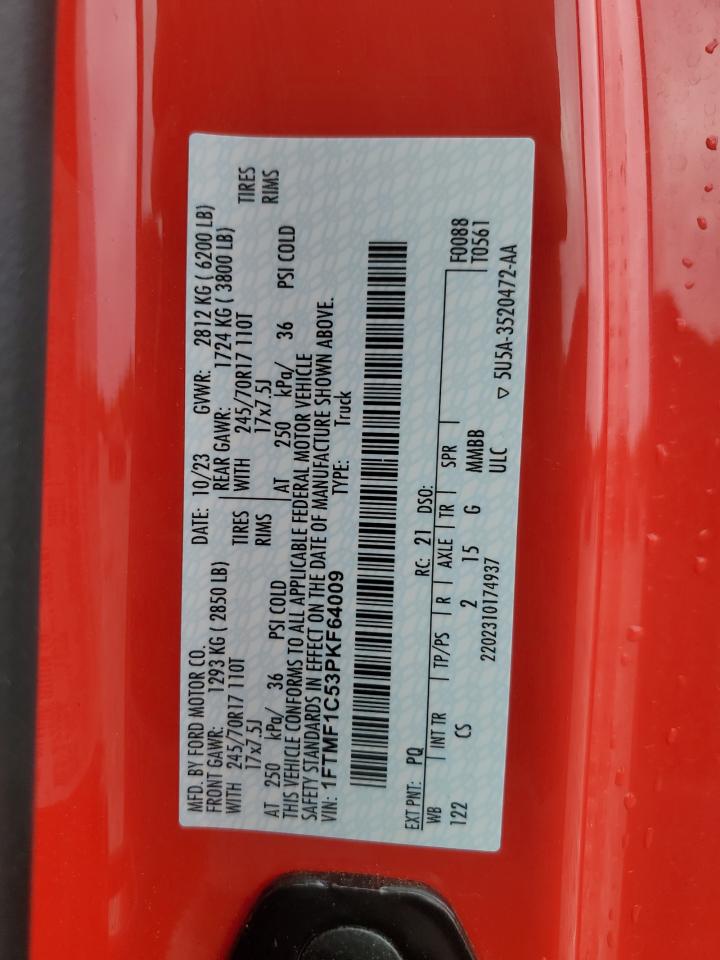 MFD. BY FORD MOTOR CO. DATE: 10/23 GVWR: 2812 KG ( 6200 LB)
FRONT GAWR: 1293 KG ( 2850 LB) REAR GAWR: 1724 KG ( 3800 LB)
WITH 245/70R17 110T TIRES WITH 245/70R17 110T TIRES
17x7.5J RIMS 17x7.5J RIMS
AT 250 kPa/ 36 PSI COLD AT 250 kPa/ 36 PSI COLD
THIS VEHICLE CONFORMS TO ALL APPLICABLE FEDERAL MOTOR VEHICLE
SAFETY STANDARDS IN EFFECT ON THE DATE OF MANUFACTURE SHOWN ABOVE.
VIN: 1FTMF1C53PKF64009 TYPE: Truck
EXT PNT: PQ RC: 21 DSO: F0088
WB INT TR TP/PS R AXLE TR SPR T0561
122 CS 2 15 G MMBB
2202310174937 ULC ▽ 5U5A-3520472-AA